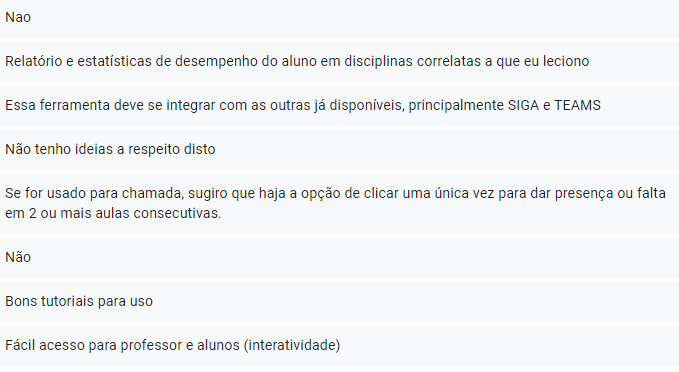 Nao
Relatório e estatísticas de desempenho do aluno em disciplinas correlatas a que eu leciono
Essa ferramenta deve se integrar com as outras já disponíveis, principalmente SIGA e TEAMS
Não tenho ideias a respeito disto
Se for usado para chamada, sugiro que haja a opção de clicar uma única vez para dar presença ou falta
em 2 ou mais aulas consecutivas.
Não
Bons tutoriais para uso
Fácil acesso para professor e alunos (interatividade)